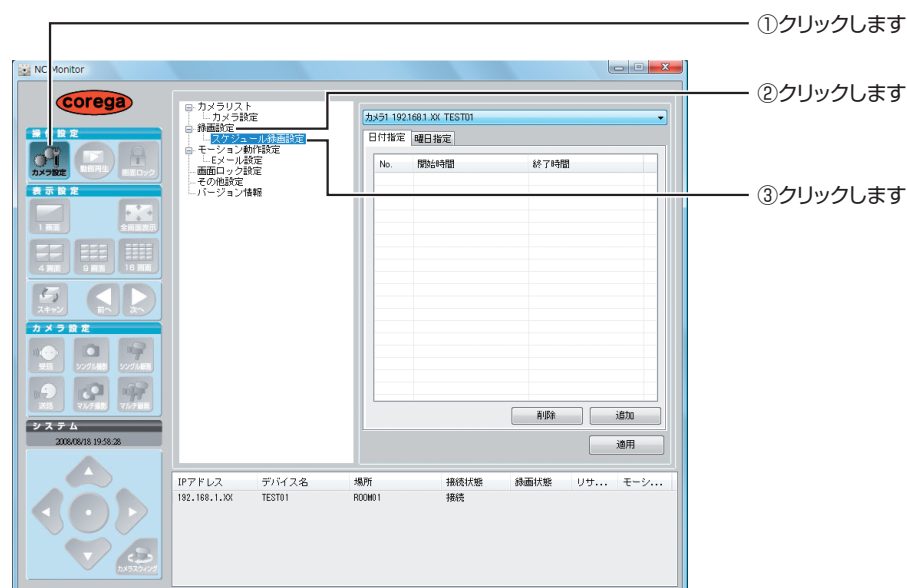 ①クリックします
NC Monitor
corega
②クリックします
カメラリスト
カメラ設定
録画設定
スケジュール録画設定
モーション動作設定
Eメール設定
画面ロック設定
その他設定
バージョン情報
カメラ1 192.168.1.XX TEST01
日付指定 曜日指定
No. 開始時間 終了時間
③クリックします
操作設定
カメラ設定 動画再生 画面ロック
表示設定
1 画面 全画面表示
4 画面 9 画面 16 画面
スキャン 前へ 次へ
カメラ設定
受話 シングル撮影 シングル録画
送話 マルチ撮影 マルチ録画
削除 追加
適用
システム
2008/08/18 19:58:28
IPアドレス デバイス名 場所 接続状態 録画状態 リサ... モーシ...
192.168.1.XX TEST01 ROOM01 接続
カメラスウィング